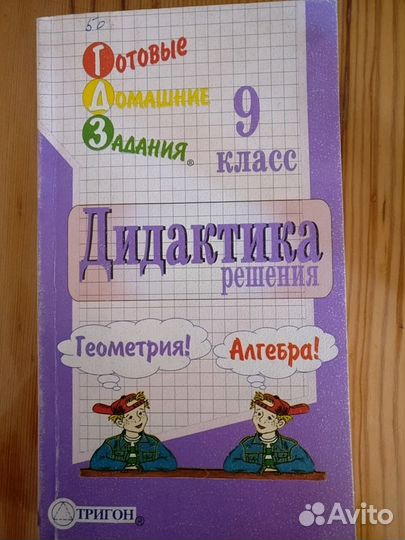 50
Готовые
Домашние
Задания®
9
класс
Дидактика
решения
Геометрия!
Алгебра!
ТРИГОН®
Avito